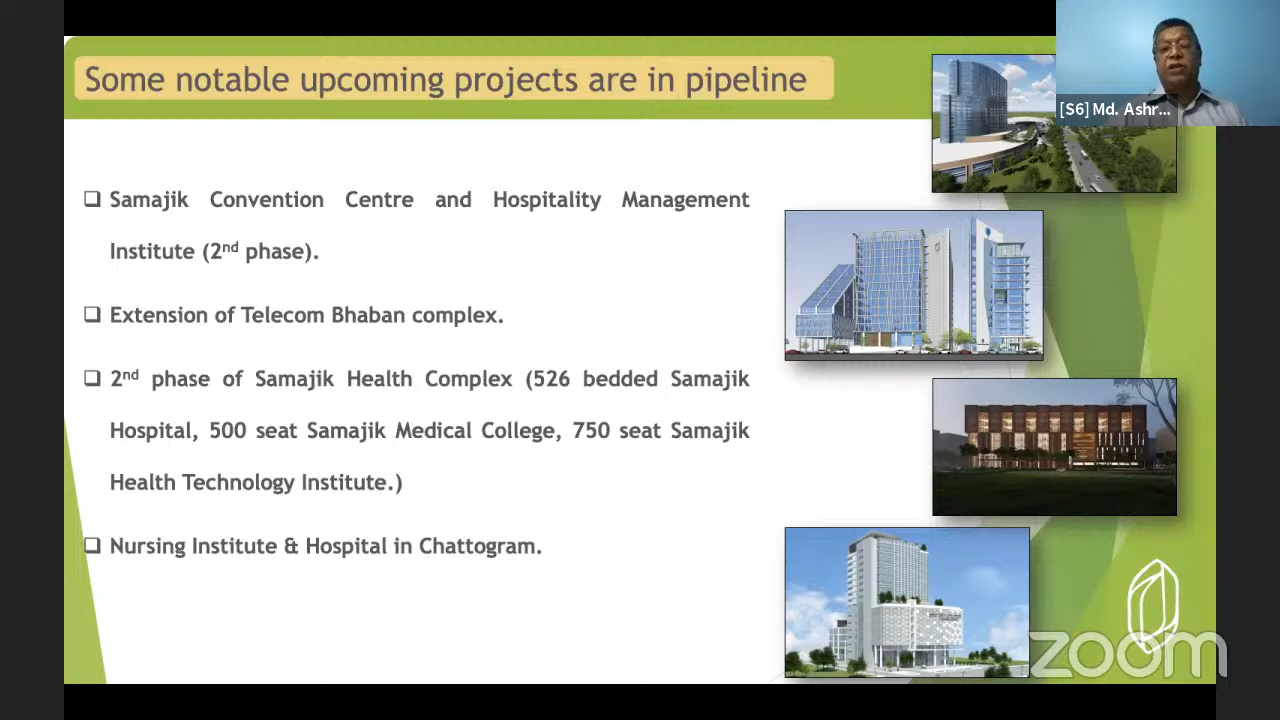 Some notable upcoming projects are in pipeline
[S6] Md. Ashr...
❑ Samajik Convention Centre and Hospitality Management
Institute (2nd phase).
❑ Extension of Telecom Bhaban complex.
❑ 2nd phase of Samajik Health Complex (526 bedded Samajik
Hospital, 500 seat Samajik Medical College, 750 seat Samajik
Health Technology Institute.)
❑ Nursing Institute & Hospital in Chattogram.
zoom